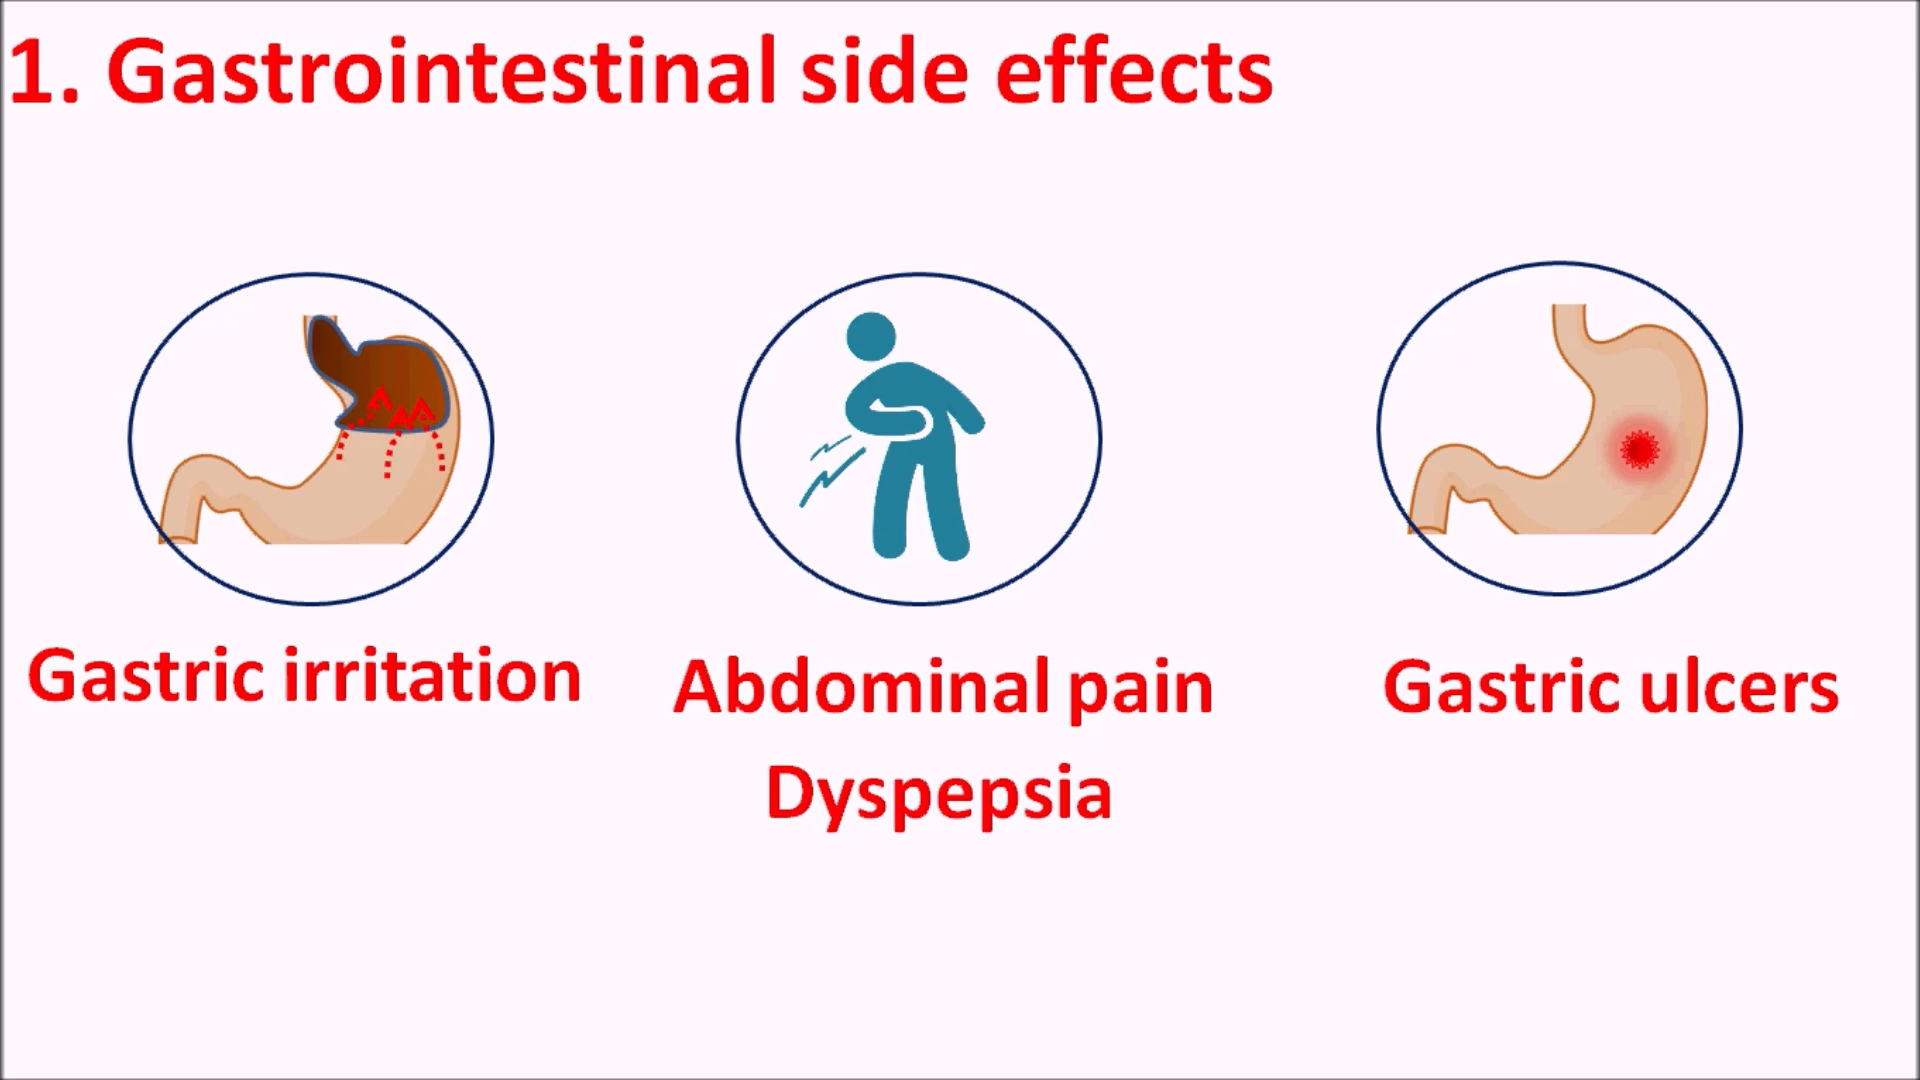 1. Gastrointestinal side effects
Gastric irritation
Abdominal pain
Dyspepsia
Gastric ulcers